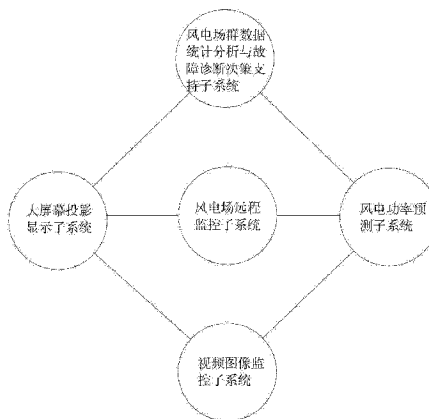 风电场群数据
统计分析与故
障诊断决策支
持子系统
大屏幕投影
显示子系统
风电场远程
监控子系统
风电功率预
测子系统
视频图像监
控子系统